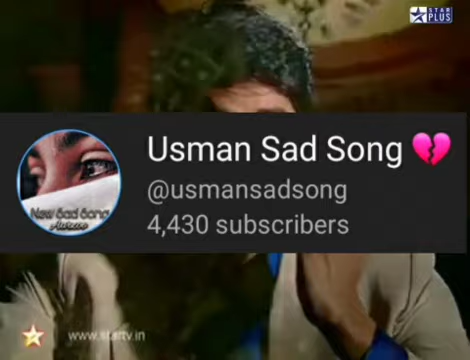 STAR
PLUS
Usman Sad Song 💔
@usmansadsong
4,430 subscribers
New Sad Song
www.startv.in